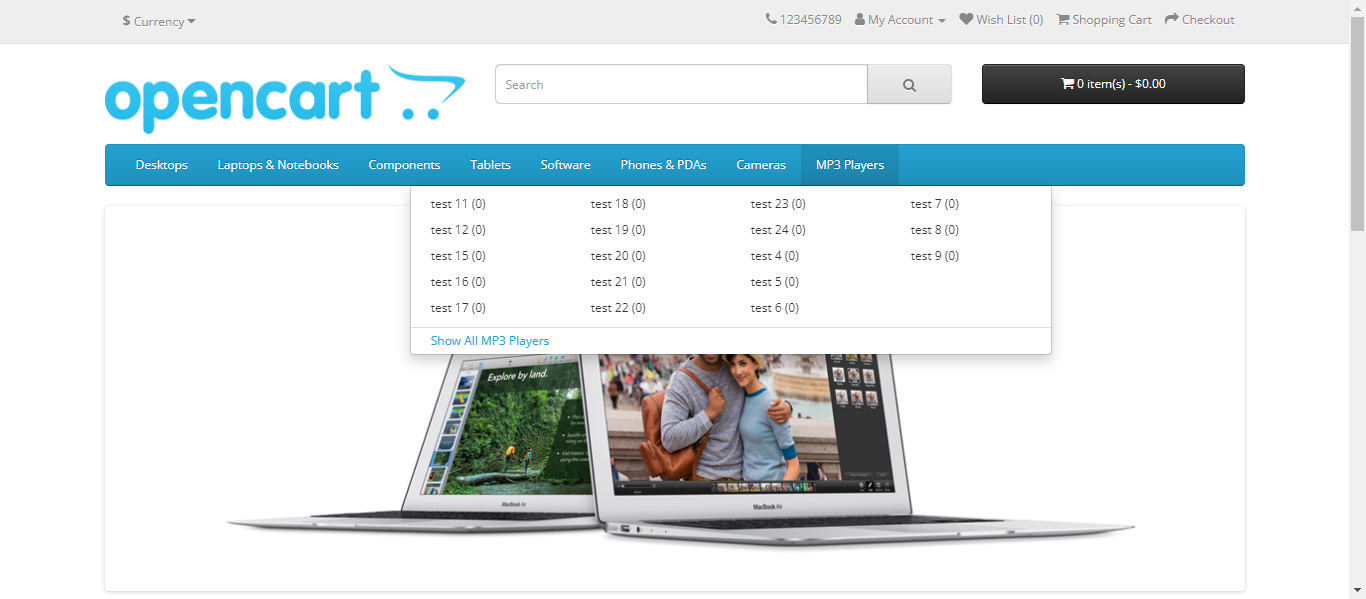 $ Currency
123456789 My Account Wish List (0) Shopping Cart Checkout
opencart
Search
0 item(s) - $0.00
Desktops Laptops & Notebooks Components Tablets Software Phones & PDAs Cameras MP3 Players
test 11 (0) test 18 (0) test 23 (0) test 7 (0)
test 12 (0) test 19 (0) test 24 (0) test 8 (0)
test 15 (0) test 20 (0) test 4 (0) test 9 (0)
test 16 (0) test 21 (0) test 5 (0)
test 17 (0) test 22 (0) test 6 (0)
Show All MP3 Players
Explore by land.
MacBook Air
MacBook Air